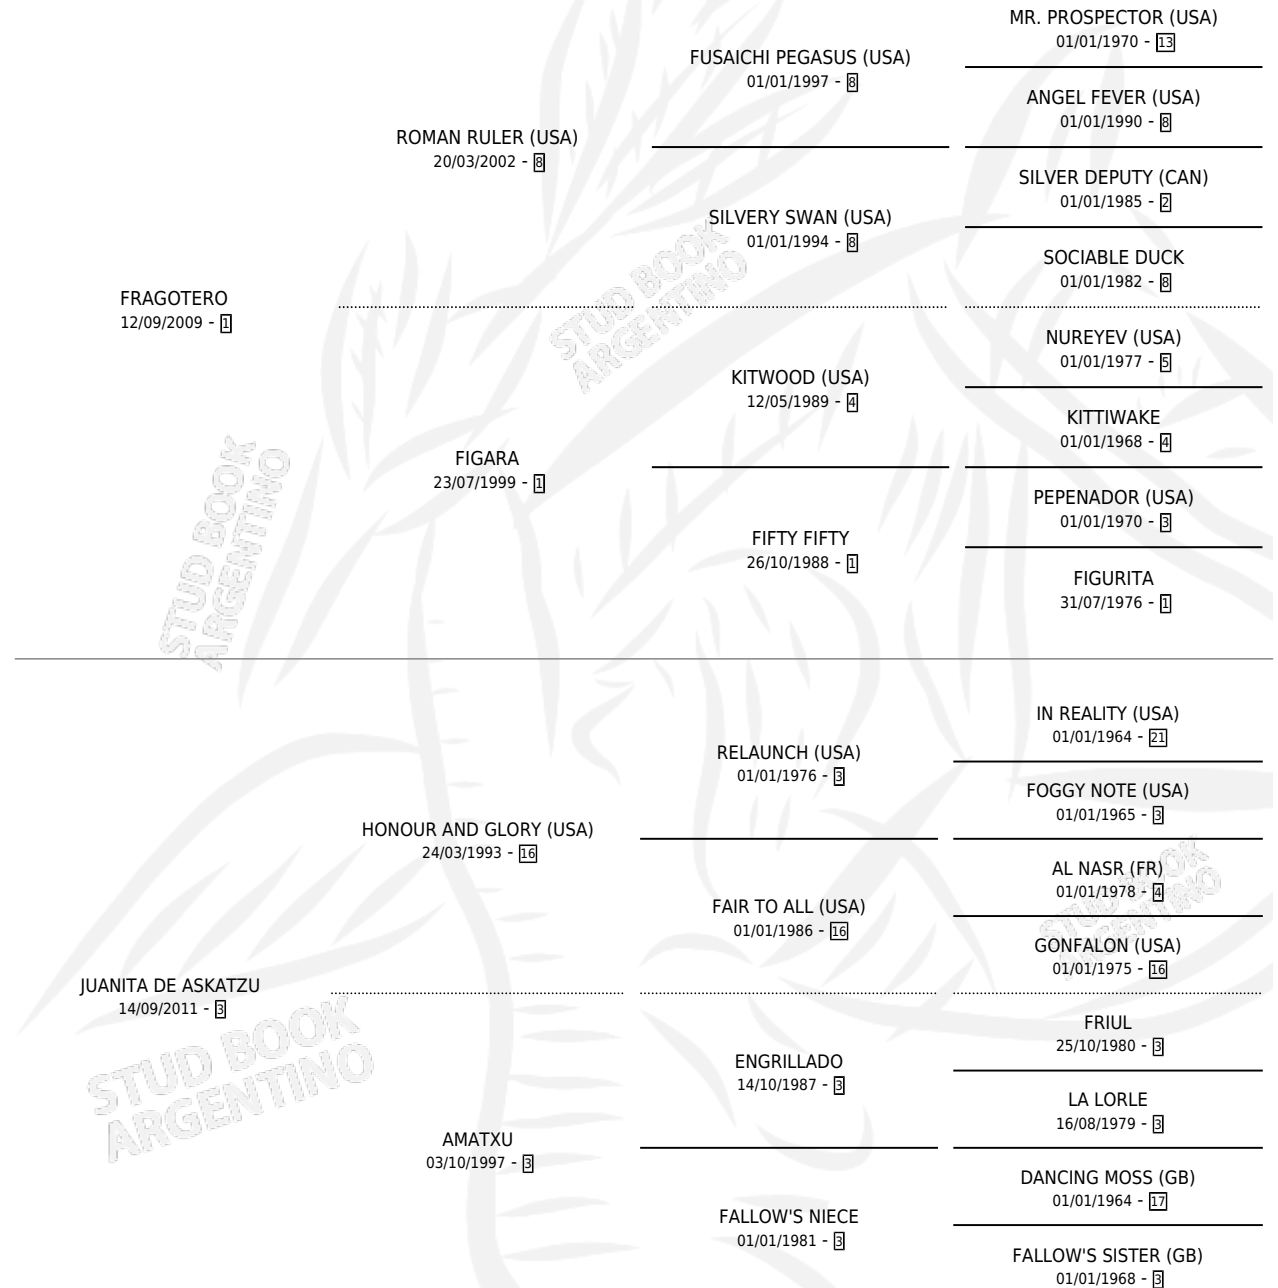 MR. PROSPECTOR (USA)
01/01/1970 - 13
FUSAICHI PEGASUS (USA)
01/01/1997 - 8
ANGEL FEVER (USA)
01/01/1990 - 8
ROMAN RULER (USA)
20/03/2002 - 8
SILVER DEPUTY (CAN)
01/01/1985 - 2
SILVERY SWAN (USA)
01/01/1994 - 8
SOCIABLE DUCK
01/01/1982 - 8
FRAGOTERO
12/09/2009 - 1
STUD BOOK
ARGENTINO
NUREYEV (USA)
01/01/1977 - 5
KITWOOD (USA)
12/05/1989 - 4
KITTIWAKE
01/01/1968 - 4
FIGARA
23/07/1999 - 1
PEPENADOR (USA)
01/01/1970 - 3
FIFTY FIFTY
26/10/1988 - 1
FIGURITA
31/07/1976 - 1
STUD BOOK
ARGENTINO
IN REALITY (USA)
01/01/1964 - 21
RELAUNCH (USA)
01/01/1976 - 3
FOGGY NOTE (USA)
01/01/1965 - 3
HONOUR AND GLORY (USA)
24/03/1993 - 16
AL NASR (FR)
01/01/1978 - 4
FAIR TO ALL (USA)
01/01/1986 - 16
GONFALON (USA)
01/01/1975 - 16
STUD BOOK
ARGENTINO
JUANITA DE ASKATZU
14/09/2011 - 3
FRIUL
25/10/1980 - 3
ENGRILLADO
14/10/1987 - 3
LA LORLE
16/08/1979 - 3
STUD BOOK
ARGENTINO
AMATXU
03/10/1997 - 3
DANCING MOSS (GB)
01/01/1964 - 17
FALLOW'S NIECE
01/01/1981 - 3
FALLOW'S SISTER (GB)
01/01/1968 - 3